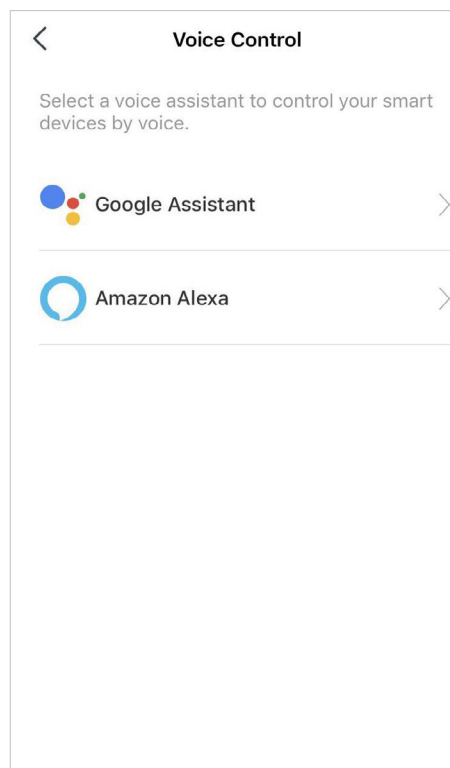 Voice Control
Select a voice assistant to control your smart
devices by voice.
Google Assistant
Amazon Alexa